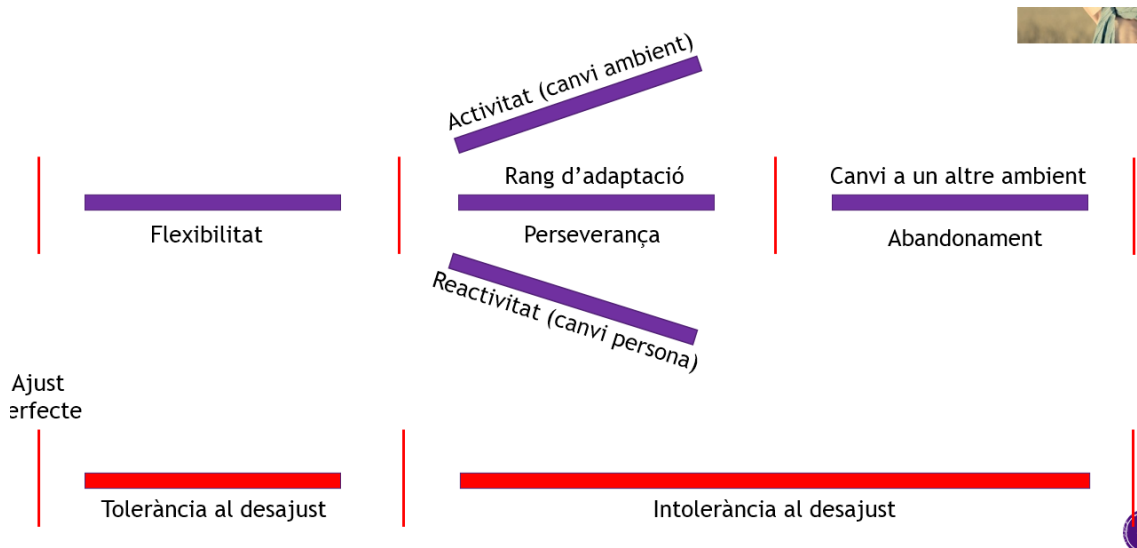 Activitat (canvi ambient)
Rang d’adaptació
Canvi a un altre ambient
Flexibilitat
Perseverança
Abandonament
Reactivitat (canvi persona)
Ajust
erfecte
Tolerància al desajust
Intolerància al desajust